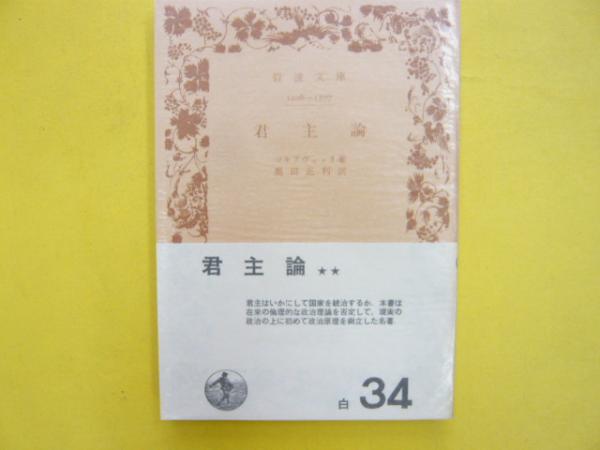 岩波文庫
君主論
マキアヴェッリ著
黒田正利訳
君主論 ★★
君主はいかにして国家を統治するか. 本書は
在来の倫理的な政治理論を否定して, 現実の
政治の上に初めて政治原理を樹立した名著.
白 34